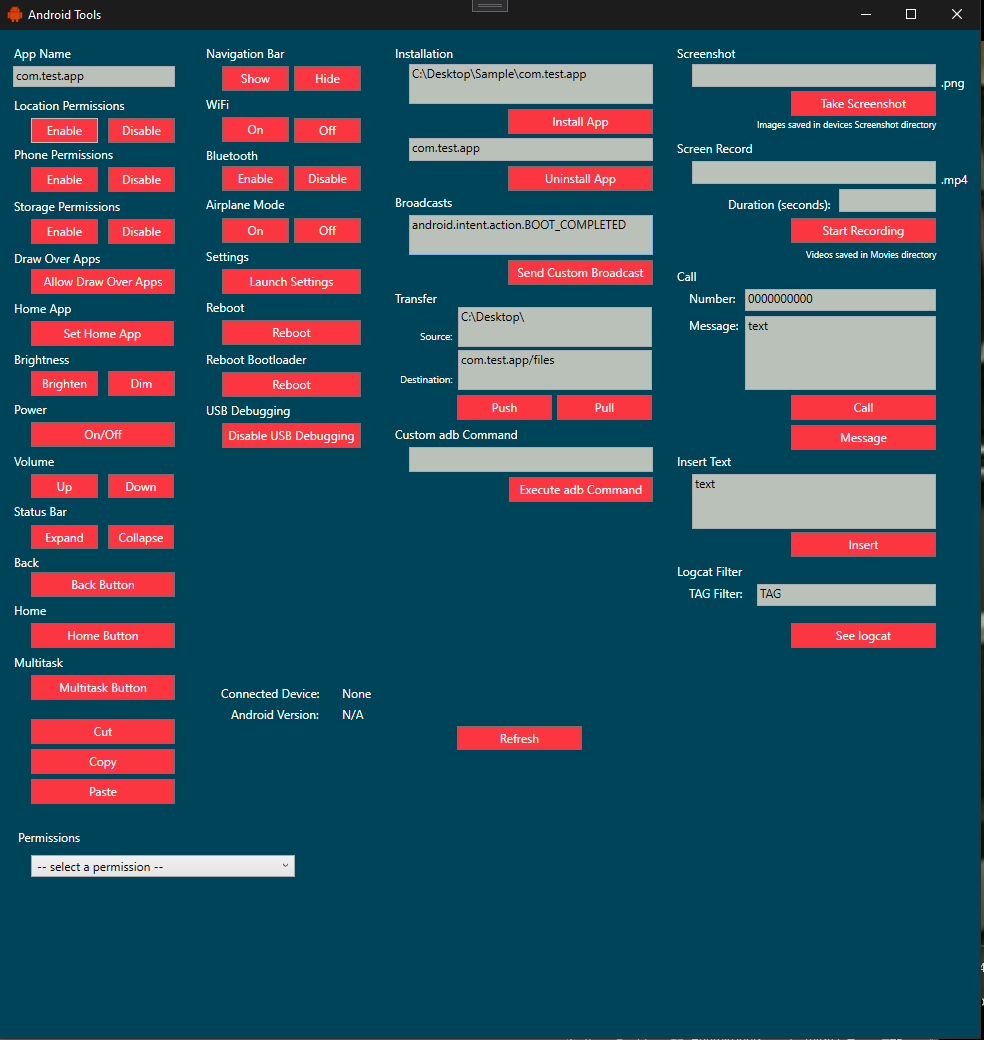 Android Tools
App Name
com.test.app
Location Permissions
Enable Disable
Phone Permissions
Enable Disable
Storage Permissions
Enable Disable
Draw Over Apps
Allow Draw Over Apps
Home App
Set Home App
Brightness
Brighten Dim
Power
On/Off
Volume
Up Down
Status Bar
Expand Collapse
Back
Back Button
Home
Home Button
Multitask
Multitask Button
Cut
Copy
Paste
Permissions
-- select a permission --
Navigation Bar
Show Hide
WiFi
On Off
Bluetooth
Enable Disable
Airplane Mode
On Off
Settings
Launch Settings
Reboot
Reboot
Reboot Bootloader
Reboot
USB Debugging
Disable USB Debugging
Connected Device: None
Android Version: N/A
Installation
C:\Desktop\Sample\com.test.app
Install App
com.test.app
Uninstall App
Broadcasts
android.intent.action.BOOT_COMPLETED
Send Custom Broadcast
Transfer
C:\Desktop\
Source:
com.test.app/files
Destination:
Push Pull
Custom adb Command
Execute adb Command
Refresh
Screenshot
.png
Take Screenshot
Images saved in devices Screenshot directory
Screen Record
.mp4
Duration (seconds):
Start Recording
Videos saved in Movies directory
Call
Number: 0000000000
Message: text
Call
Message
Insert Text
text
Insert
Logcat Filter
TAG Filter: TAG
See logcat